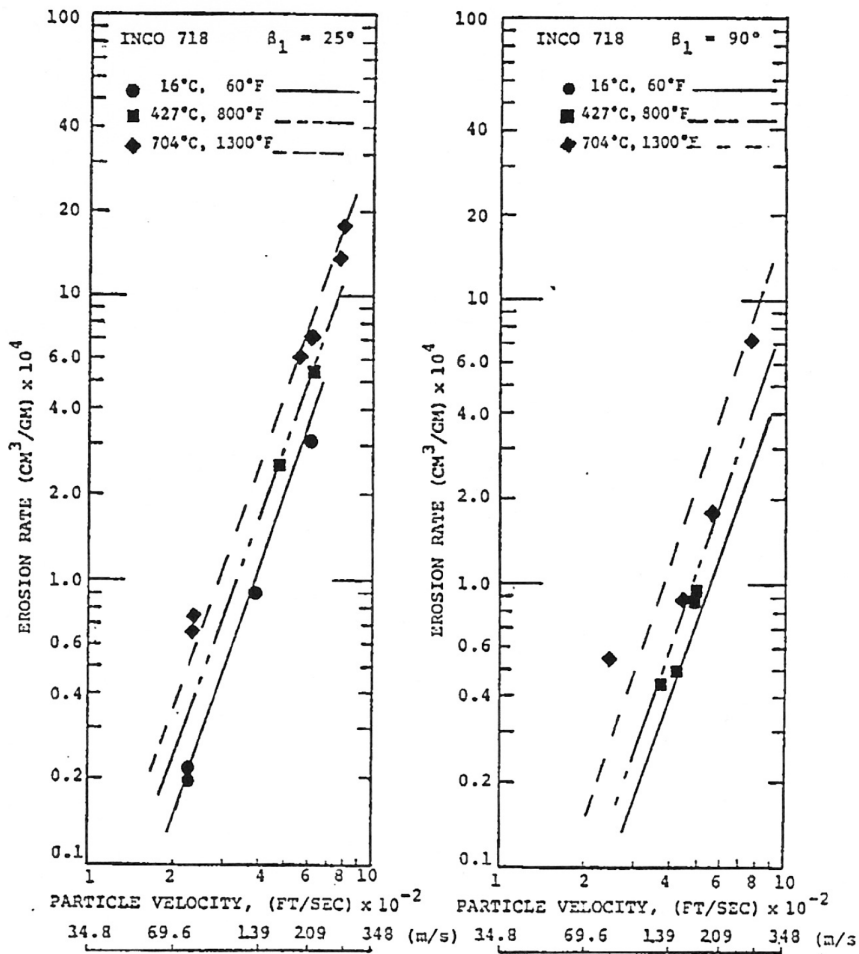 INCO 718 β₁ = 25°
16°C, 60°F
427°C, 800°F
704°C, 1300°F
100
40
20
10
6.0
4.0
2.0
1.0
0.6
0.4
0.2
0.1
EROSION RATE (CM³/GM) x 10⁴
1 2 4 6 8 10
PARTICLE VELOCITY, (FT/SEC) x 10⁻²
34.8 69.6 139 209 348 (m/s)
INCO 718 β₁ = 90°
16°C, 60°F
427°C, 800°F
704°C, 1300°F
100
40
20
10
6.0
4.0
2.0
1.0
0.6
0.4
0.2
0.1
EROSION RATE (CM³/GM) x 10⁴
1 2 4 6 8 10
PARTICLE VELOCITY, (FT/SEC) x 10⁻²
34.8 69.6 139 209 348 (m/s)